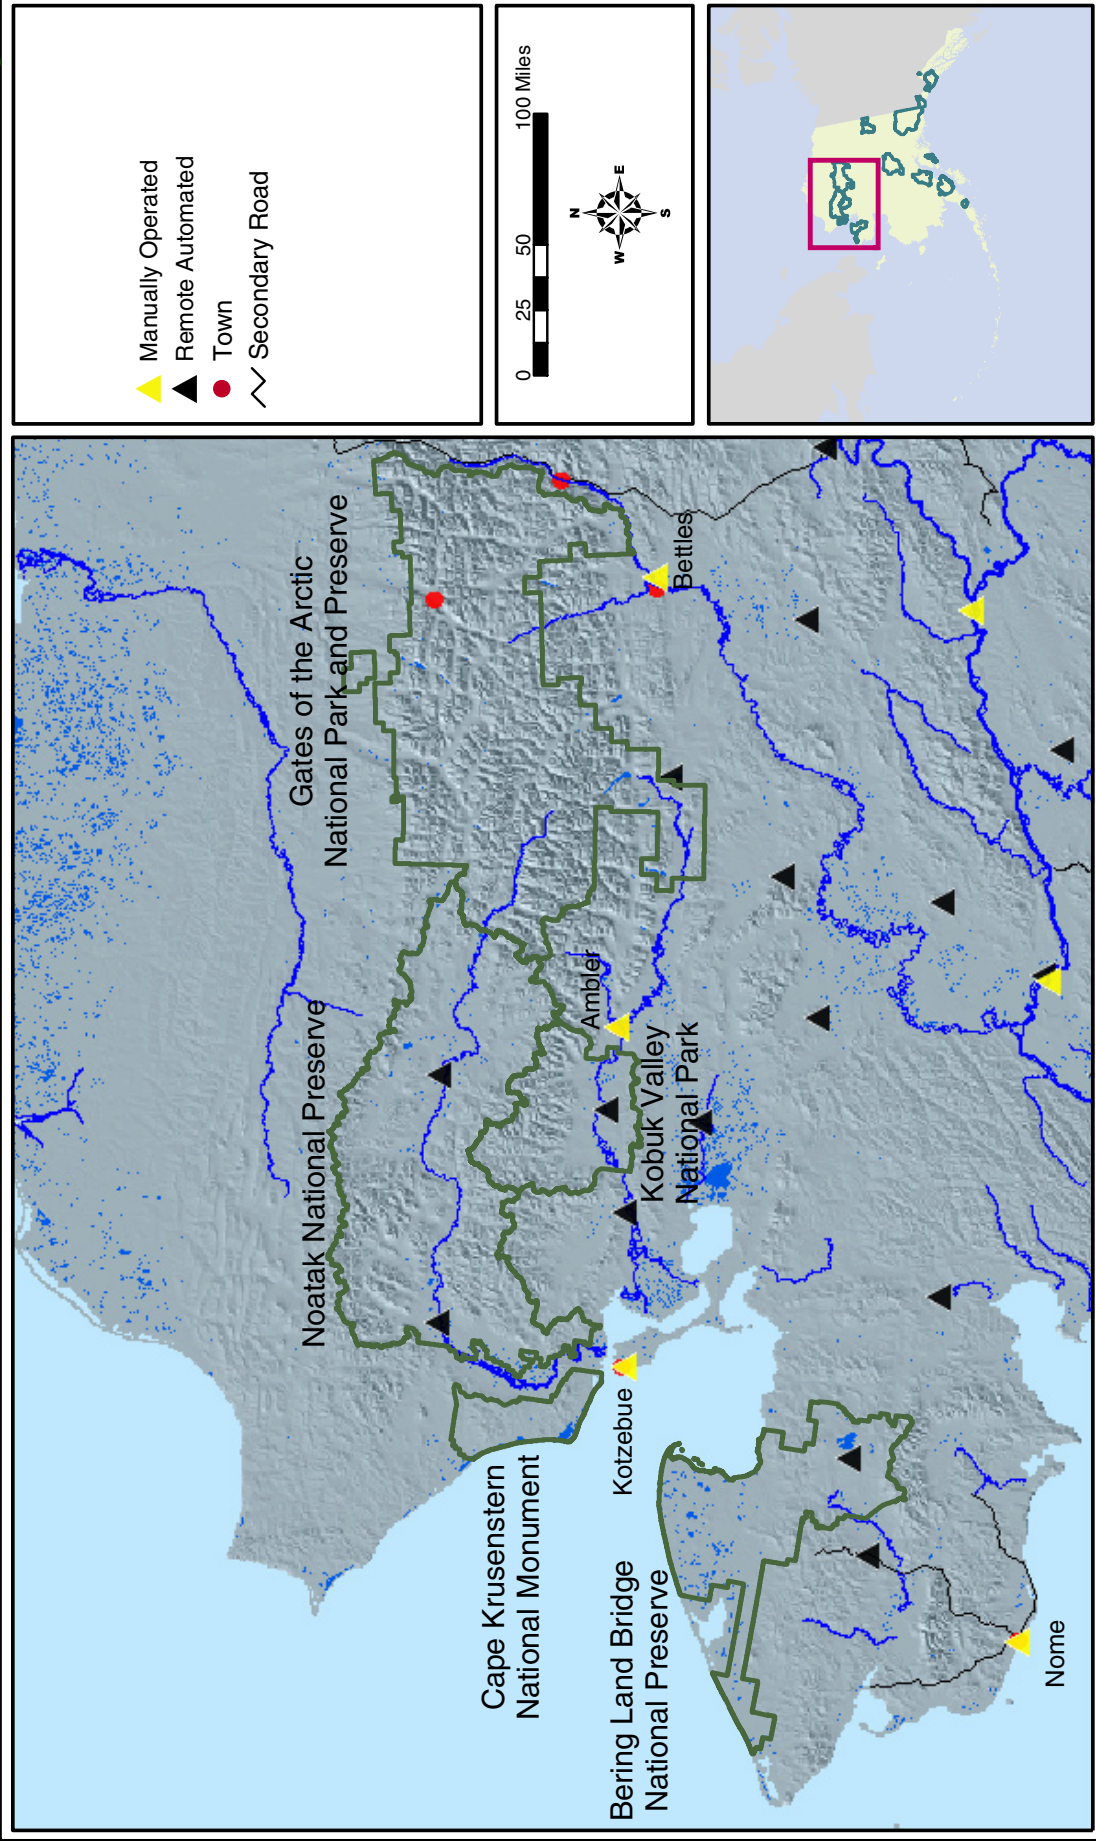 Gates of the Arctic
National Park and Preserve
Noatak National Preserve
Bettles
Ambler
Kobuk Valley
National Park
Cape Krusenstern
National Monument
Kotzebue
Bering Land Bridge
National Preserve
Nome
Manually Operated
Remote Automated
Town
Secondary Road
0 25 50 100 Miles
N
W
E
S